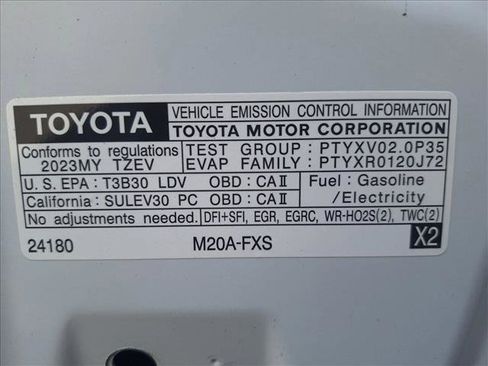 TOYOTA
VEHICLE EMISSION CONTROL INFORMATION
TOYOTA MOTOR CORPORATION
Conforms to regulations
2023MY TZEV
TEST GROUP : PTYXV02.0P35
EVAP FAMILY: PTYXR0120J72
U. S. EPA : T3B30 LDV OBD: CAⅡ
California: SULEV30 PC OBD: CAⅡ
Fuel: Gasoline
/Electricity
No adjustments needed.
DFI+SFI, EGR, EGRC, WR-HO2S(2), TWC(2)
24180
M20A-FXS
X2